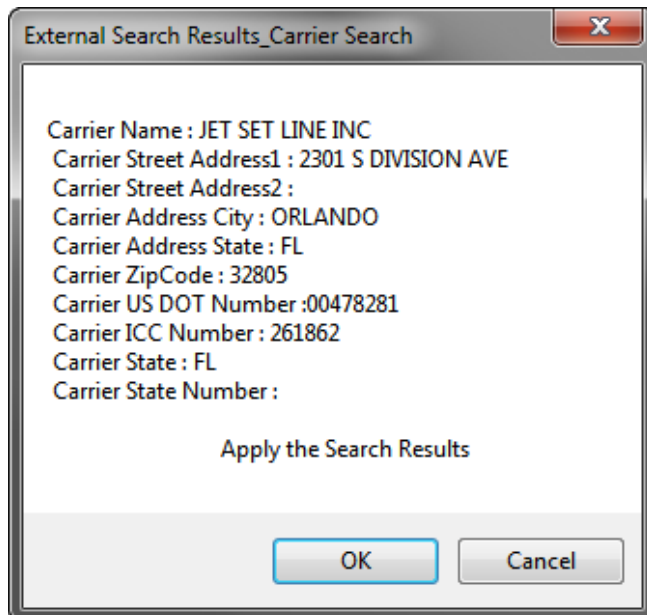 External Search Results_Carrier Search
Carrier Name : JET SET LINE INC
Carrier Street Address1 : 2301 S DIVISION AVE
Carrier Street Address2 :
Carrier Address City : ORLANDO
Carrier Address State : FL
Carrier ZipCode : 32805
Carrier US DOT Number :00478281
Carrier ICC Number : 261862
Carrier State : FL
Carrier State Number :
Apply the Search Results
OK Cancel